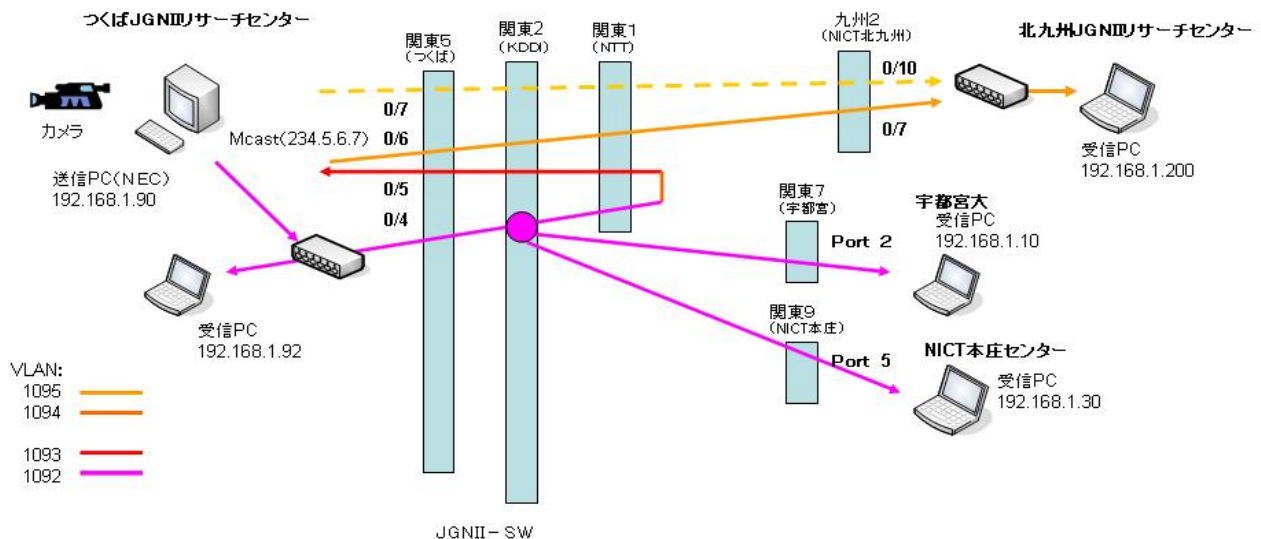 つくばJGNIIリサーチセンター
カメラ
送信PC(NEC)
192.168.1.90
Mcast(234.5.6.7)
受信PC
192.168.1.92
関東5
(つくば)
関東2
(KDDI)
関東1
(NTT)
0/7
0/6
0/5
0/4
九州2
(NICT北九州)
0/10
0/7
北九州JGNIIリサーチセンター
受信PC
192.168.1.200
関東7
(宇都宮)
Port 2
宇都宮大
受信PC
192.168.1.10
関東9
(NICT本庄)
Port 5
NICT本庄センター
受信PC
192.168.1.30
VLAN:
1095
1094
1093
1092
JGNII-SW